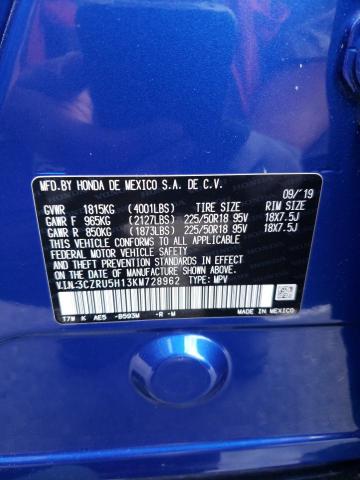 MFD.BY HONDA DE MEXICO S.A. DE C.V.
09/'19
GVWR 1815KG (4001LBS) TIRE SIZE RIM SIZE
GAWR F 965KG (2127LBS) 225/50R18 95V 18X7.5J
GAWR R 850KG (1873LBS) 225/50R18 95V 18X7.5J
THIS VEHICLE CONFORMS TO ALL APPLICABLE
FEDERAL MOTOR VEHICLE SAFETY
AND THEFT PREVENTION STANDARDS IN EFFECT
ON THE DATE OF MANUFACTURE SHOWN ABOVE.
V.I.N:3CZRU5H13KM728962 TYPE: MPV
T7W K AE5 -B593M -R -M
MADE IN MEXICO